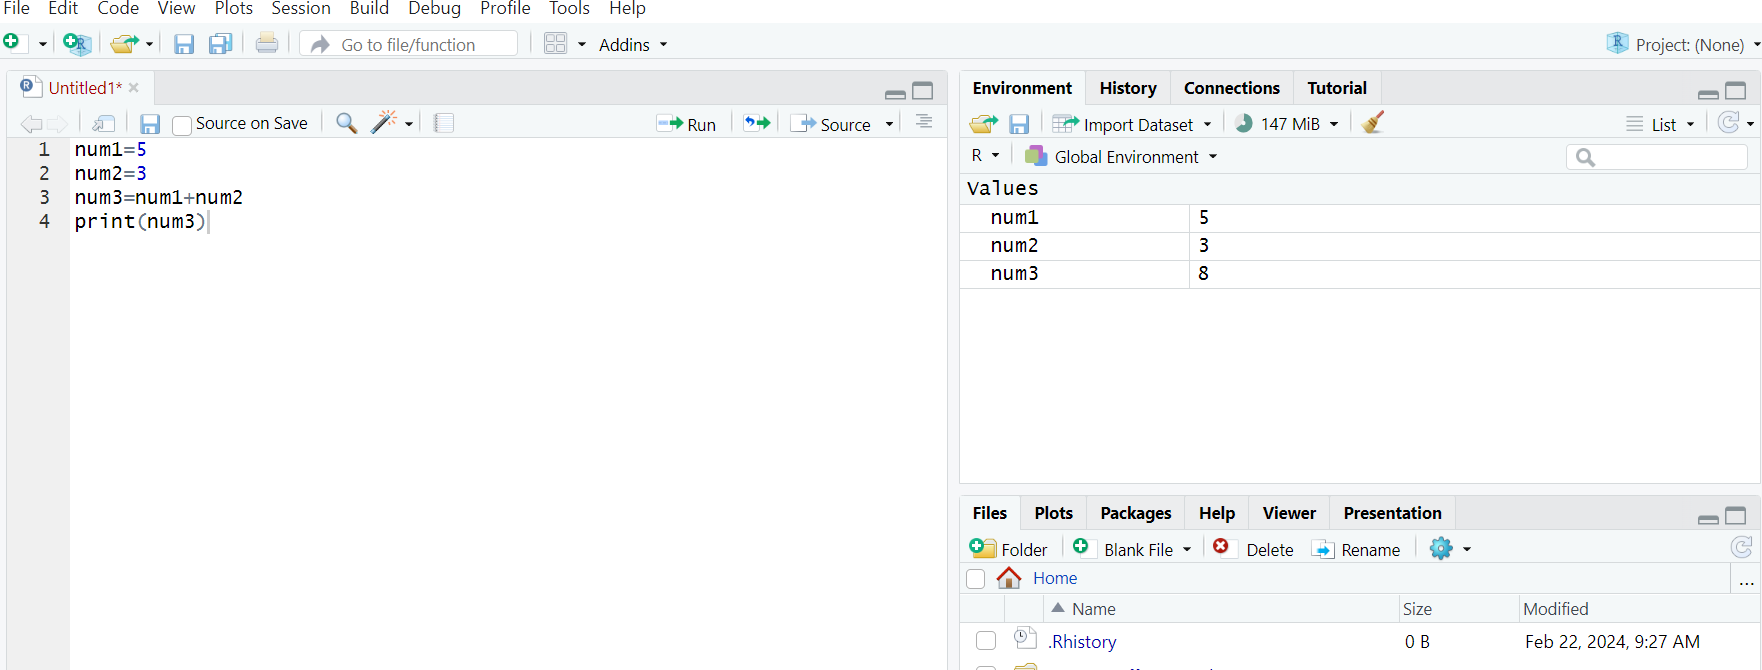 File Edit Code View Plots Session Build Debug Profile Tools Help
Go to file/function Addins Project: (None)
Untitled1*
Source on Save Run Source
1 num1=5
2 num2=3
3 num3=num1+num2
4 print(num3)
Environment History Connections Tutorial
Import Dataset 147 MiB List
R Global Environment
Values
num1 5
num2 3
num3 8
Files Plots Packages Help Viewer Presentation
Folder Blank File Delete Rename
Home ...
Name Size Modified
.Rhistory 0 B Feb 22, 2024, 9:27 AM